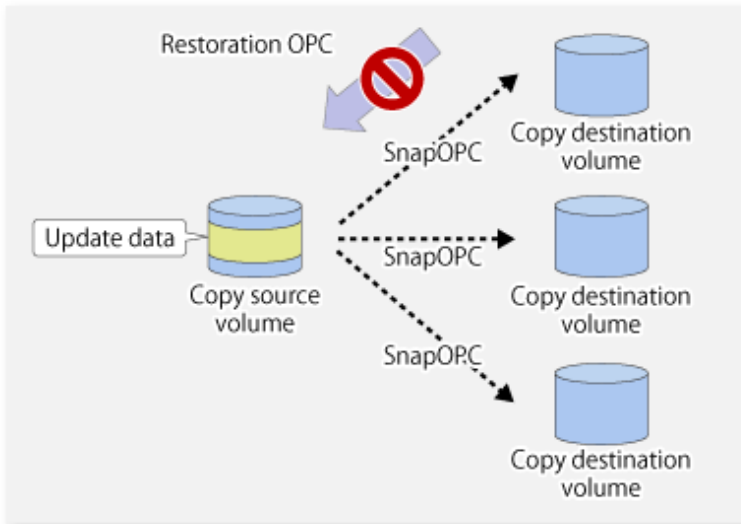 Restoration OPC
SnapOPC
Copy destination
volume
Update data
Copy source
volume
SnapOPC
Copy destination
volume
SnapOPC
Copy destination
volume